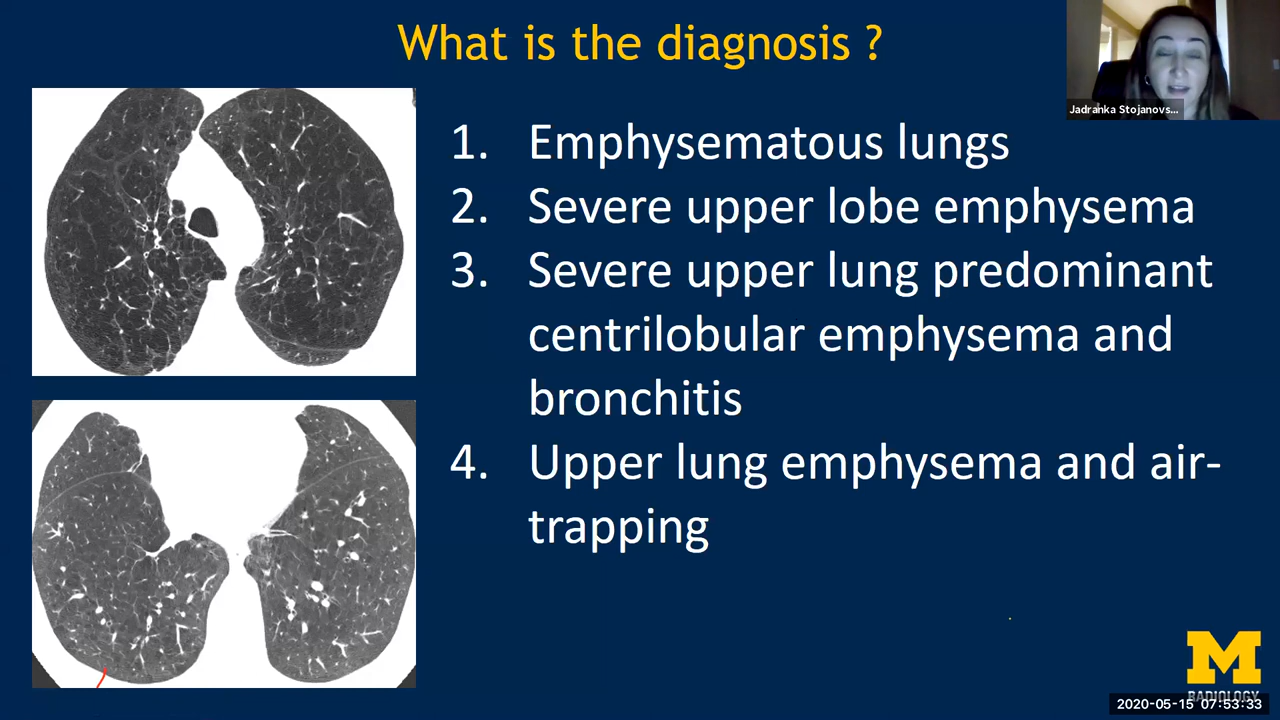 What is the diagnosis ?
Jadranka Stojanovs...
1. Emphysematous lungs
2. Severe upper lobe emphysema
3. Severe upper lung predominant
centrilobular emphysema and
bronchitis
4. Upper lung emphysema and air-
trapping
M
RADIOLOGY
2020-05-15 07:53:33